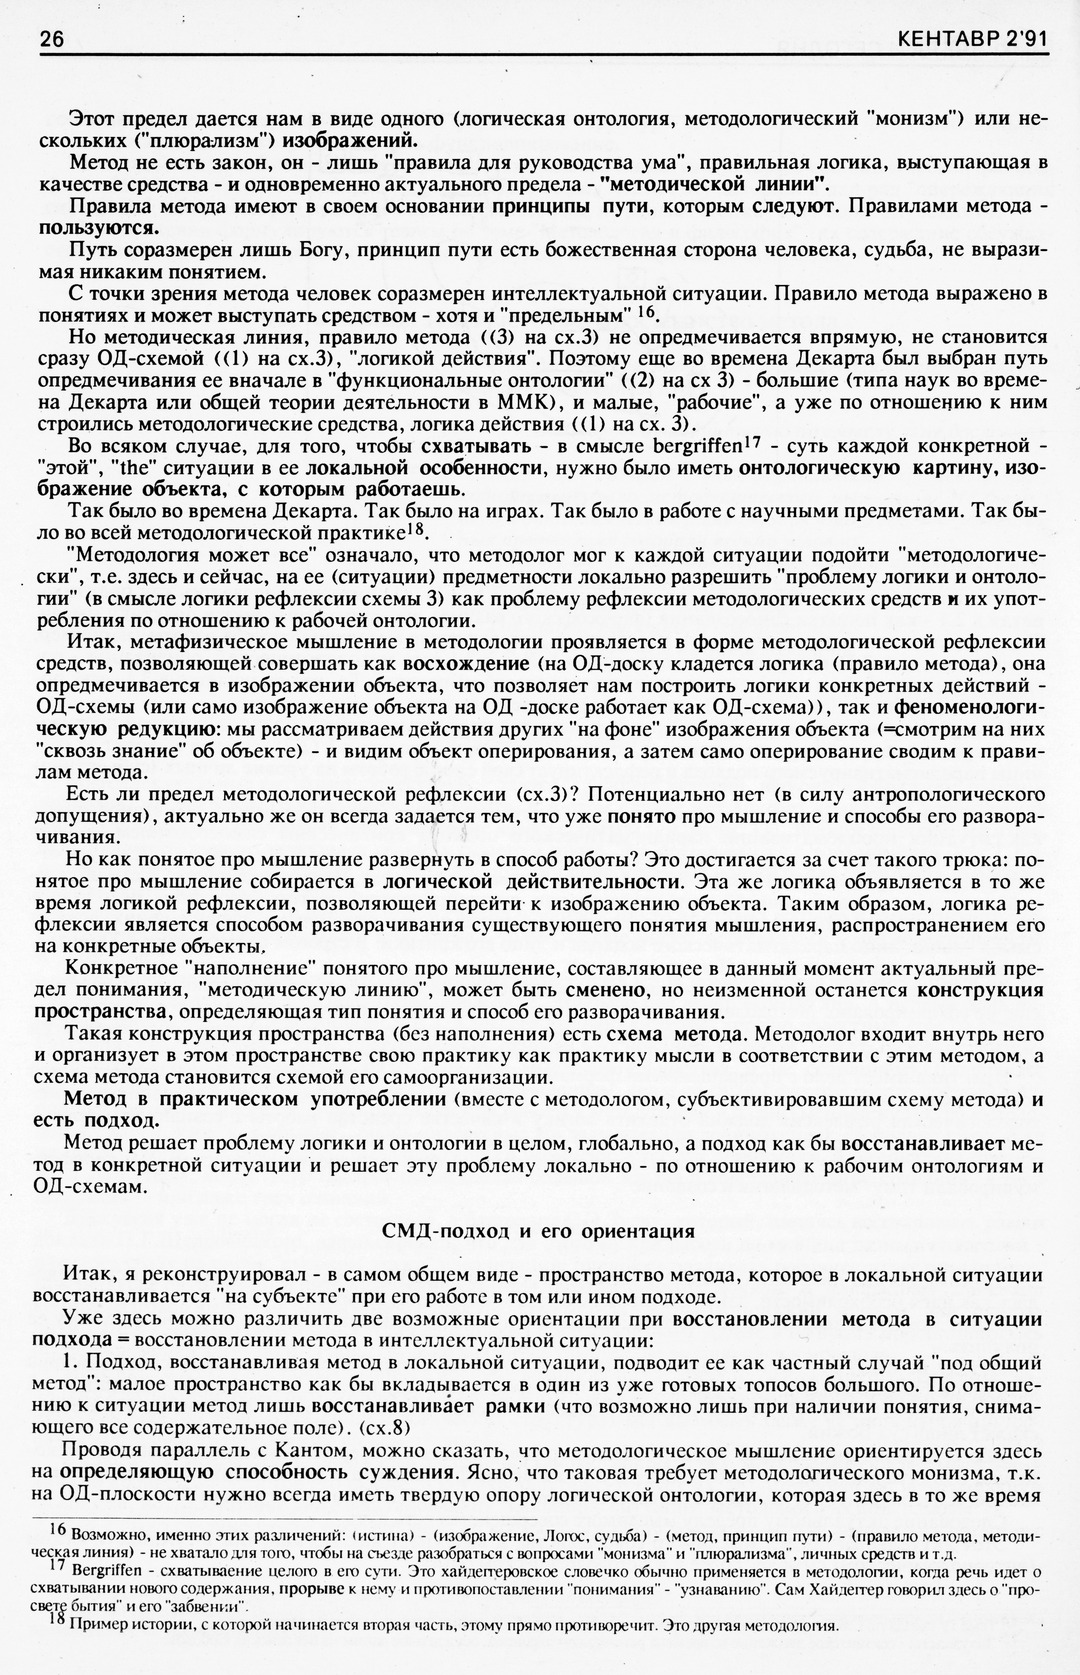 26
КЕНТАВР 2'91
Этот предел дается нам в виде одного (логическая онтология, методологический "монизм") или не-
скольких ("плюрализм") изображений.
Метод не есть закон, он - лишь "правила для руководства ума", правильная логика, выступающая в
качестве средства - и одновременно актуального предела - "методической линии".
Правила метода имеют в своем основании принципы пути, которым следуют. Правилами метода -
пользуются.
Путь соразмерен лишь Богу, принцип пути есть божественная сторона человека, судьба, не вырази-
мая никаким понятием.
С точки зрения метода человек соразмерен интеллектуальной ситуации. Правило метода выражено в
понятиях и может выступать средством - хотя и "предельным" 16.
Но методическая линия, правило метода ((3) на сх.3) не опредмечивается впрямую, не становится
сразу ОД-схемой ((1) на сх.3), "логикой действия". Поэтому еще во времена Декарта был выбран путь
опредмечивания ее вначале в "функциональные онтологии" ((2) на сх 3) - большие (типа наук во време-
на Декарта или общей теории деятельности в ММК), и малые, "рабочие", а уже по отношению к ним
строились методологические средства, логика действия ((1) на сх. 3).
Во всяком случае, для того, чтобы схватывать - в смысле bergriffen17 - суть каждой конкретной -
"этой", "the" ситуации в ее локальной особенности, нужно было иметь онтологическую картину, изо-
бражение объекта, с которым работаешь.
Так было во времена Декарта. Так было на играх. Так было в работе с научными предметами. Так бы-
ло во всей методологической практике18.
"Методология может все" означало, что методолог мог к каждой ситуации подойти "методологиче-
ски", т.е. здесь и сейчас, на ее (ситуации) предметности локально разрешить "проблему логики и онтоло-
гии" (в смысле логики рефлексии схемы 3) как проблему рефлексии методологических средств и их упот-
ребления по отношению к рабочей онтологии.
Итак, метафизическое мышление в методологии проявляется в форме методологической рефлексии
средств, позволяющей совершать как восхождение (на ОД-доску кладется логика (правило метода), она
опредмечивается в изображении объекта, что позволяет нам построить логики конкретных действий -
ОД-схемы (или само изображение объекта на ОД -доске работает как ОД-схема)), так и феноменологи-
ческую редукцию: мы рассматриваем действия других "на фоне" изображения объекта (=смотрим на них
"сквозь знание" об объекте) - и видим объект оперирования, а затем само оперирование сводим к прави-
лам метода.
Есть ли предел методологической рефлексии (сх.3)? Потенциально нет (в силу антропологического
допущения), актуально же он всегда задается тем, что уже понято про мышление и способы его развора-
чивания.
Но как понятое про мышление развернуть в способ работы? Это достигается за счет такого трюка: по-
нятое про мышление собирается в логической действительности. Эта же логика объявляется в то же
время логикой рефлексии, позволяющей перейти к изображению объекта. Таким образом, логика ре-
флексии является способом разворачивания существующего понятия мышления, распространением его
на конкретные объекты.
Конкретное "наполнение" понятого про мышление, составляющее в данный момент актуальный пре-
дел понимания, "методическую линию", может быть сменено, но неизменной останется конструкция
пространства, определяющая тип понятия и способ его разворачивания.
Такая конструкция пространства (без наполнения) есть схема метода. Методолог входит внутрь него
и организует в этом пространстве свою практику как практику мысли в соответствии с этим методом, а
схема метода становится схемой его самоорганизации.
Метод в практическом употреблении (вместе с методологом, субъективировавшим схему метода) и
есть подход.
Метод решает проблему логики и онтологии в целом, глобально, а подход как бы восстанавливает ме-
тод в конкретной ситуации и решает эту проблему локально - по отношению к рабочим онтологиям и
ОД-схемам.
СМД-подход и его ориентация
Итак, я реконструировал - в самом общем виде - пространство метода, которое в локальной ситуации
восстанавливается "на субъекте" при его работе в том или ином подходе.
Уже здесь можно различить две возможные ориентации при восстановлении метода в ситуации
подхода = восстановлении метода в интеллектуальной ситуации:
1. Подход, восстанавливая метод в локальной ситуации, подводит ее как частный случай "под общий
метод": малое пространство как бы вкладывается в один из уже готовых топосов большого. По отноше-
нию к ситуации метод лишь восстанавливает рамки (что возможно лишь при наличии понятия, снима-
ющего все содержательное поле). (сх.8)
Проводя параллель с Кантом, можно сказать, что методологическое мышление ориентируется здесь
на определяющую способность суждения. Ясно, что таковая требует методологического монизма, т.к.
на ОД-плоскости нужно всегда иметь твердую опору логической онтологии, которая здесь в то же время
16 Возможно, именно этих различений: (истина) - (изображение, Логос, судьба) - (метод, принцип пути) - (правило метода, методи-
ческая линия) - не хватало для того, чтобы на съезде разобраться с вопросами "монизма" и "плюрализма", личных средств и т.д.
17 Bergriffen - схватывание целого в его сути. Это хайдеггеровское словечко обычно применяется в методологии, когда речь идет о
схватывании нового содержания, прорыве к нему и противопоставлении "понимания" - "узнаванию". Сам Хайдеггер говорил здесь о "про-
свете бытия" и его "забвении".
18 Пример истории, с которой начинается вторая часть, этому прямо противоречит. Это другая методология.